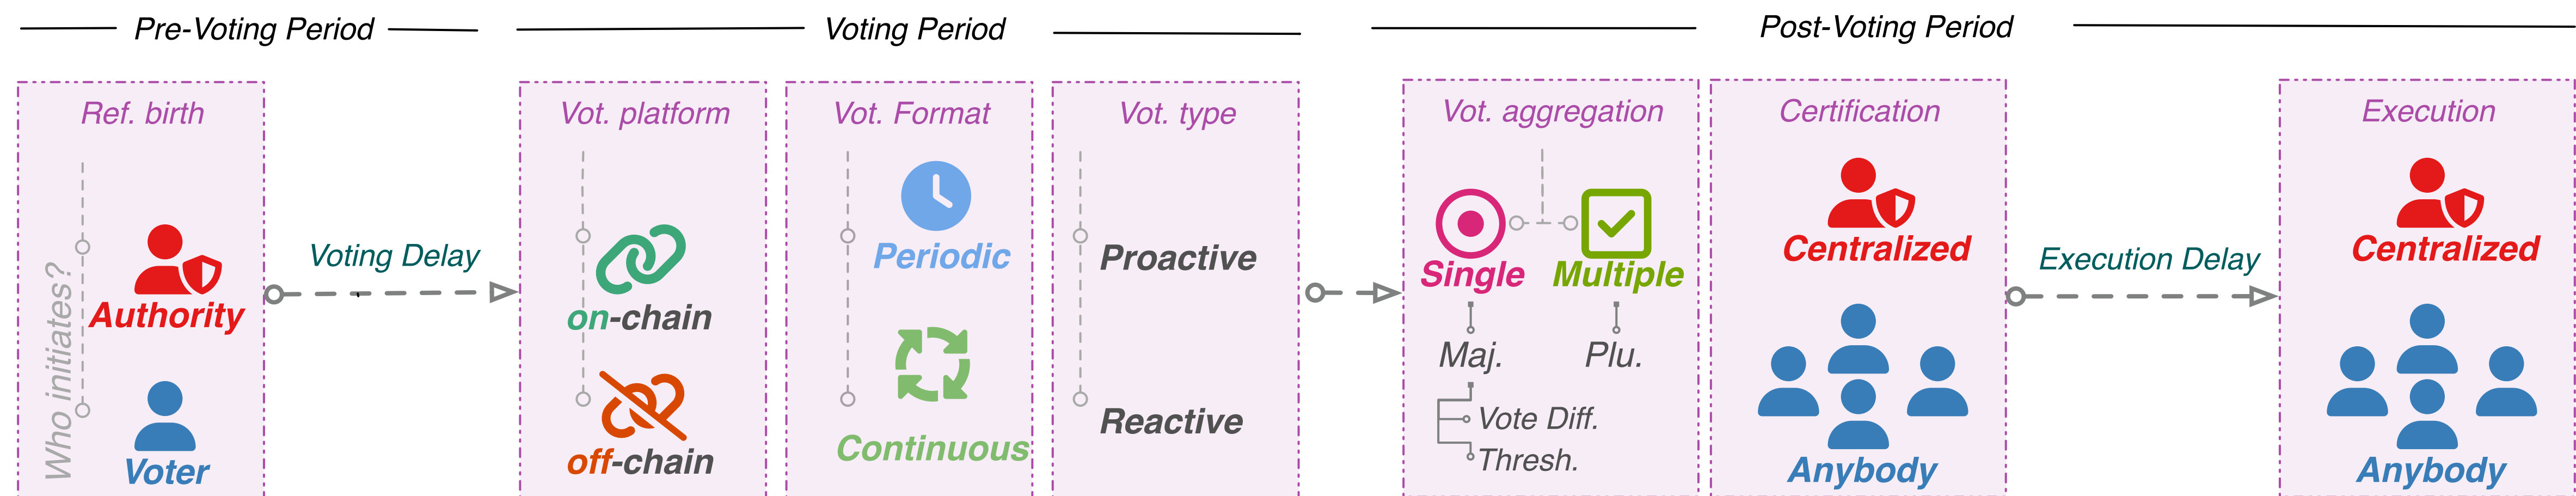 Pre-Voting Period
Voting Period
Post-Voting Period
Ref. birth
Who initiates?
Authority
Voter
Voting Delay
Vot. platform
on-chain
off-chain
Vot. Format
Periodic
Continuous
Vot. type
Proactive
Reactive
Vot. aggregation
Single
Multiple
Maj.
Plu.
Vote Diff.
Thresh.
Certification
Centralized
Anybody
Execution Delay
Execution
Centralized
Anybody